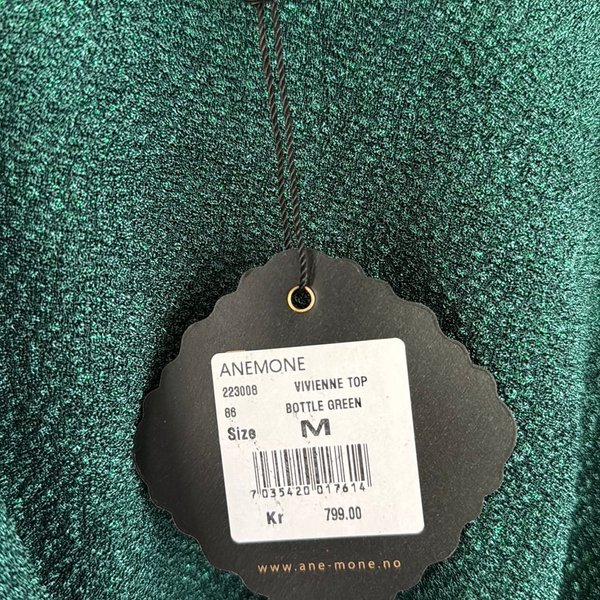 ANEMONE
223008 VIVIENNE TOP
86 BOTTLE GREEN
Size M
7 035420 017614
Kr 799.00
www.ane-mone.no